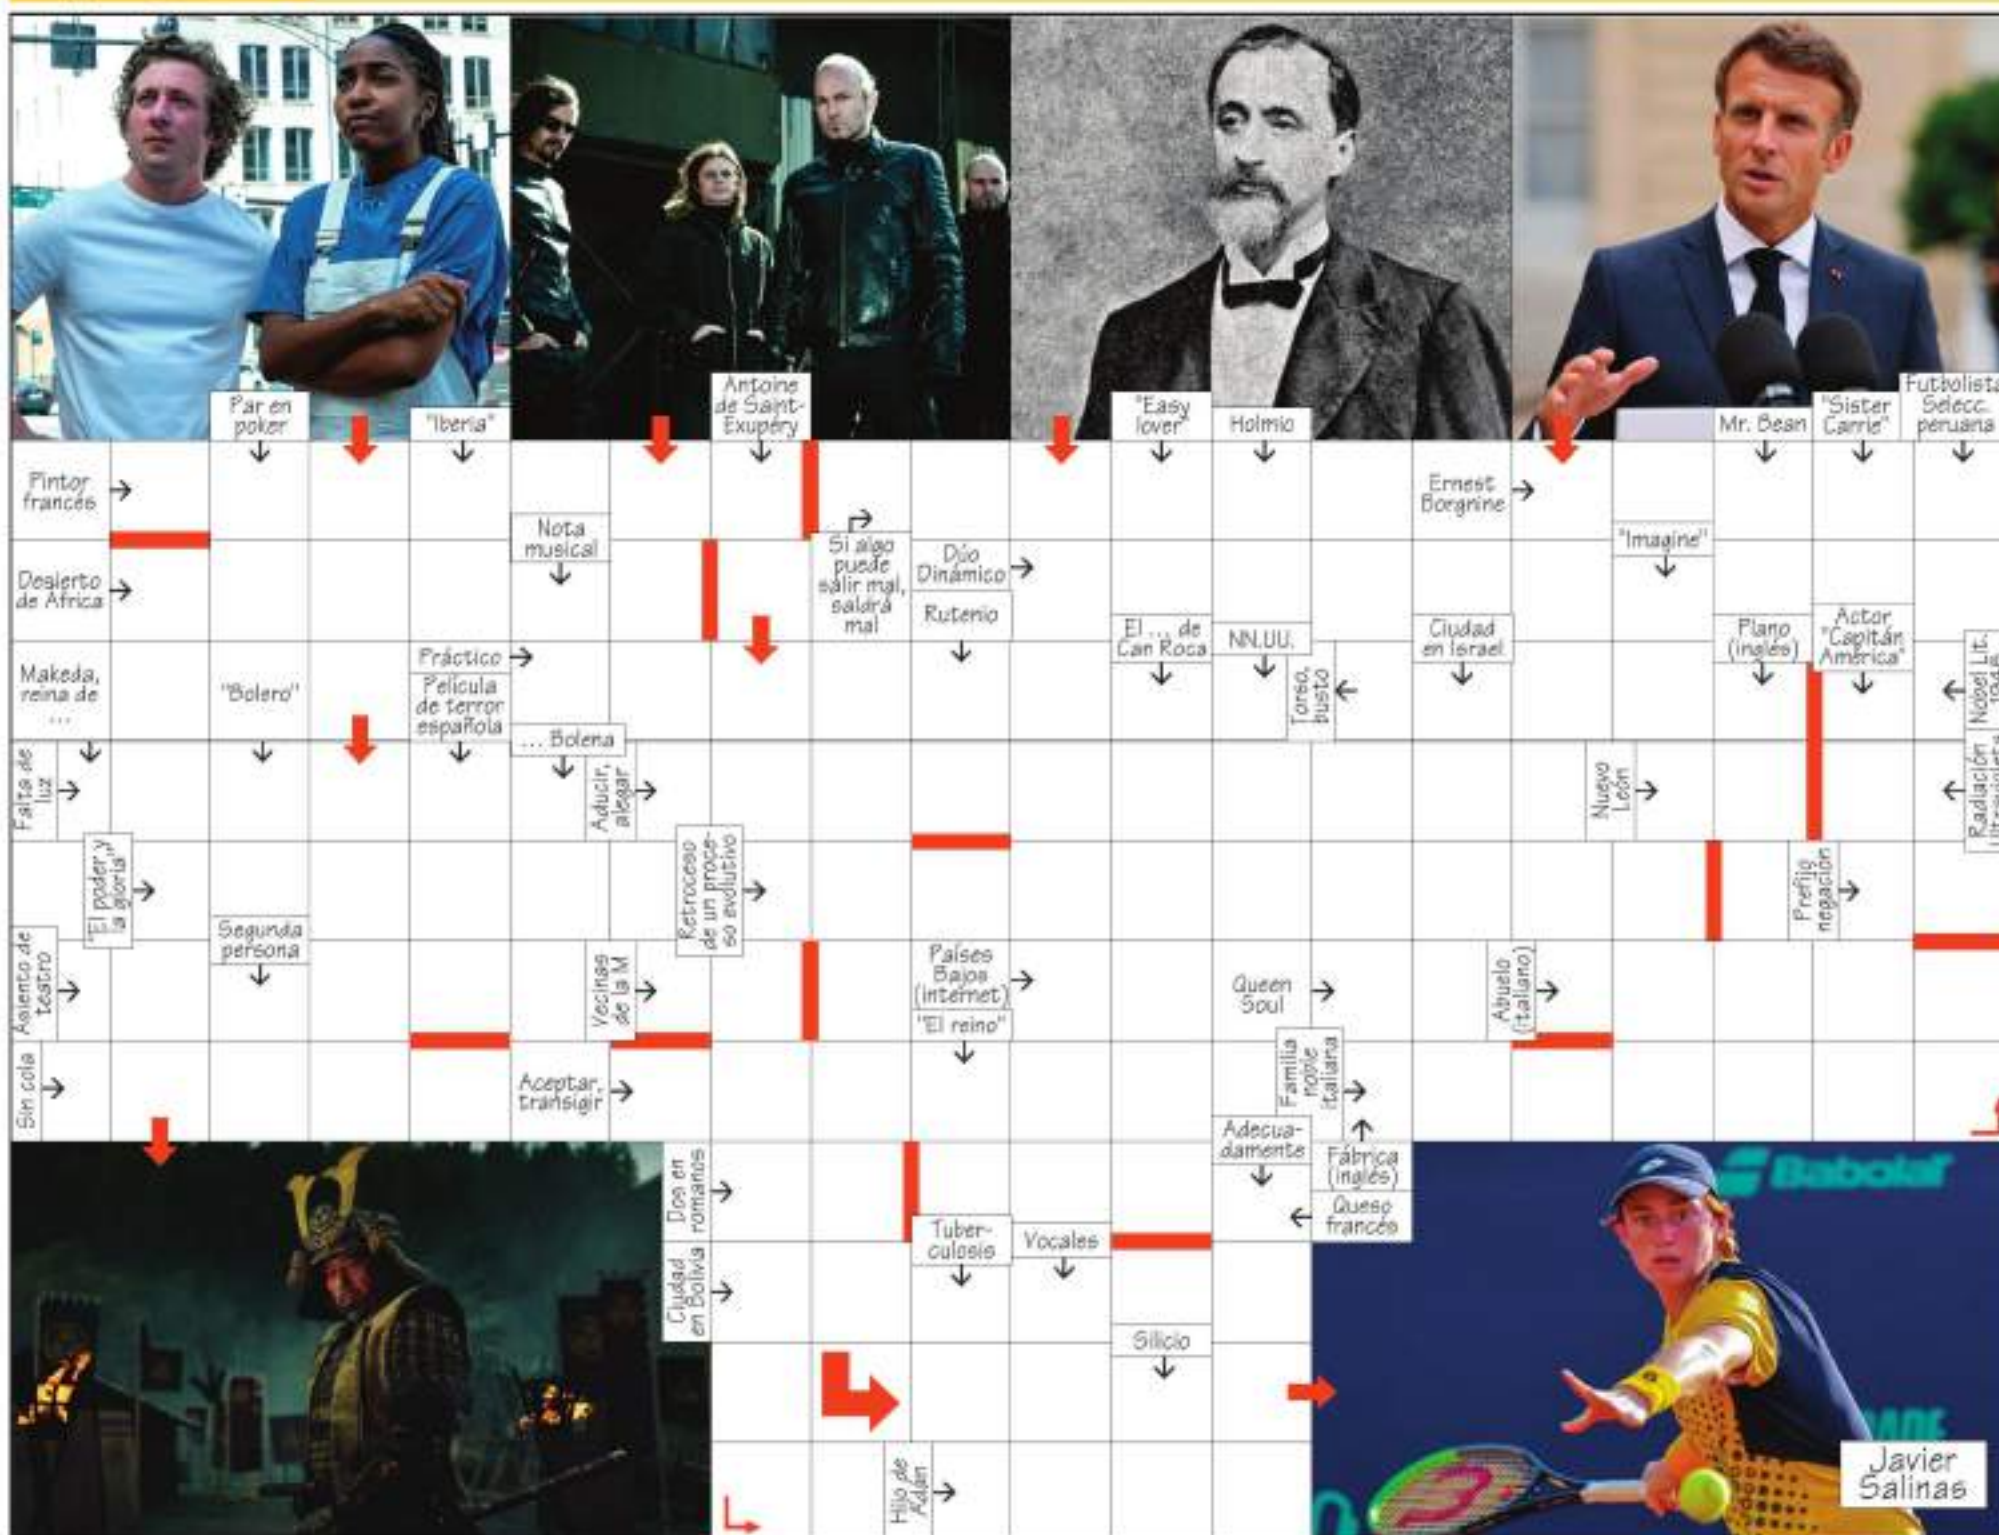 Par en
poker
"Iberia"
Antoine
de Saint-
Exupéry
"Easy
lover"
Holmio
Mr. Bean
"Sister
Carrie"
Futbolista
Selecc.
peruana
Pintor
francés
Nota
musical
Si algo
puede
salir mal,
saldrá
mal
Ernest
Borgnine
"Imagine"
Desierto
de África
Dúo
Dinámico
Rutenio
El ... de
Can Roca
NN.UU.
Ciudad
en Israel
Plano
(inglés)
Actor
"Capitán
América"
Makeda,
reina de
...
"Bolero"
Práctico
Película
de terror
española
... Bolena
Torso,
busto
Nóbel Lit.
Falta de
luz
Aducir,
alegar
Nuevo
León
Radiación
"El poder y
la gloria"
Retroceso
de un proce-
so evolutivo
Prefijo
negación
Segunda
persona
Asiento de
teatro
Vecinas
de la M
Países
Bajos
(internet)
"El reino"
Queen
Soul
Abuelo
(italiano)
Sin cola
Aceptar,
transigir
Familia
noble
italiana
Dos en
romanos
Adecua-
damente
Fábrica
(inglés)
Queso
francés
Babolat
Tuber-
culosis
Vocales
Ciudad
en Bolivia
Silicio
Hijo de
Adán
Javier
Salinas